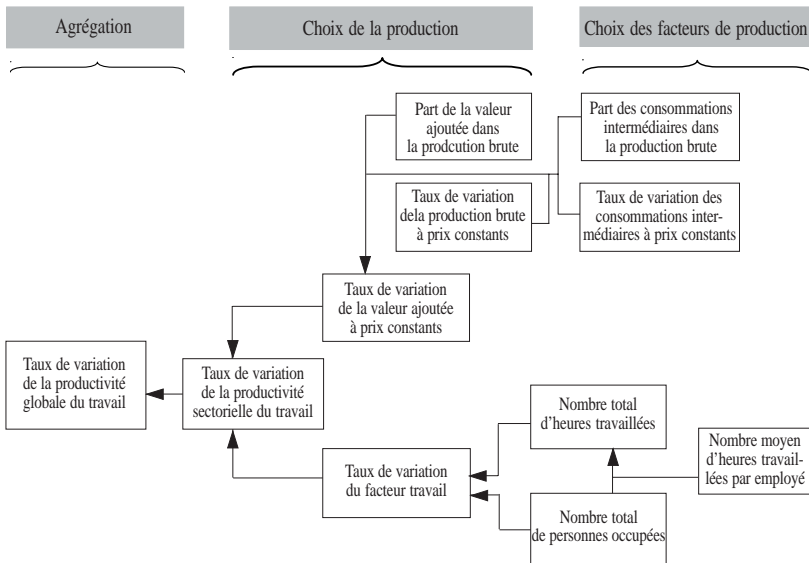 Agrégation
Choix de la production
Choix des facteurs de production
Part de la valeur
ajoutée dans
la prodcution brute
Part des consommations
intermédiaires dans
la production brute
Taux de variation
dela production brute
à prix constants
Taux de variation des
consommations inter-
médiaires à prix constants
Taux de variation
de la valeur ajoutée
à prix constants
Taux de variation
de la productivité
globale du travail
Taux de variation
de la productivité
sectorielle du travail
Nombre total
d'heures travaillées
Nombre moyen
d'heures travail-
lées par employé
Taux de variation
du facteur travail
Nombre total
de personnes occupées